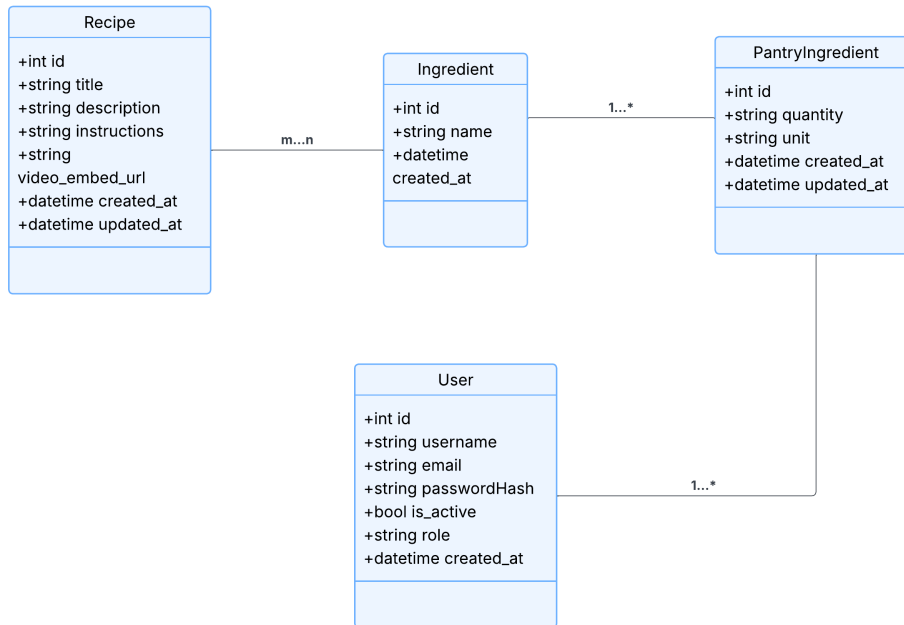 Recipe
+int id
+string title
+string description
+string instructions
+string
video_embed_url
+datetime created_at
+datetime updated_at
m...n
Ingredient
+int id
+string name
+datetime
created_at
1...*
PantryIngredient
+int id
+string quantity
+string unit
+datetime created_at
+datetime updated_at
User
+int id
+string username
+string email
+string passwordHash
+bool is_active
+string role
+datetime created_at
1...*